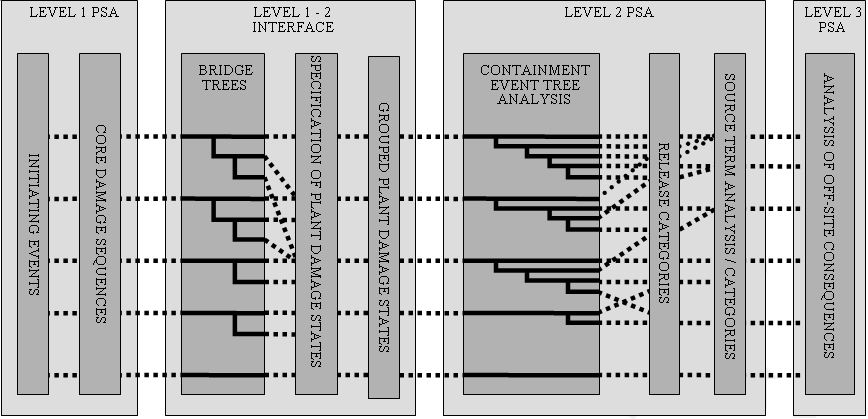 LEVEL 1 PSA
INITIATING EVENTS
CORE DAMAGE SEQUENCES
LEVEL 1 - 2
INTERFACE
BRIDGE
TREES
SPECIFICATION OF PLANT DAMAGE STATES
GROUPED PLANT DAMAGE STATES
LEVEL 2 PSA
CONTAINMENT
EVENT TREE
ANALYSIS
RELEASE CATEGORIES
SOURCE TERM ANALYSIS / CATEGORIES
LEVEL 3
PSA
ANALYSIS OF OFF-SITE CONSEQUENCES